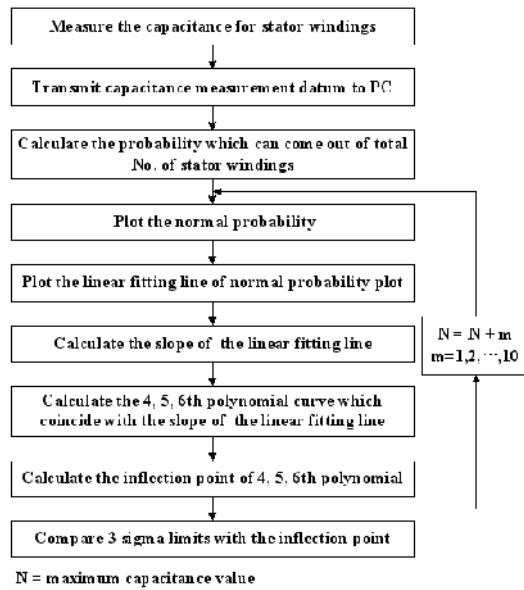 Measure the capacitance for stator windings
Transmit capacitance measurement datum to PC
Calculate the probability which can come out of total
No. of stator windings
Plot the normal probability
Plot the linear fitting line of normal probability plot
Calculate the slope of the linear fitting line
N = N + m
m=1,2,⋯,10
Calculate the 4, 5, 6th polynomial curve which
coincide with the slope of the linear fitting line
Calculate the inflection point of 4, 5, 6th polynomial
Compare 3 sigma limits with the inflection point
N = maximum capacitance value